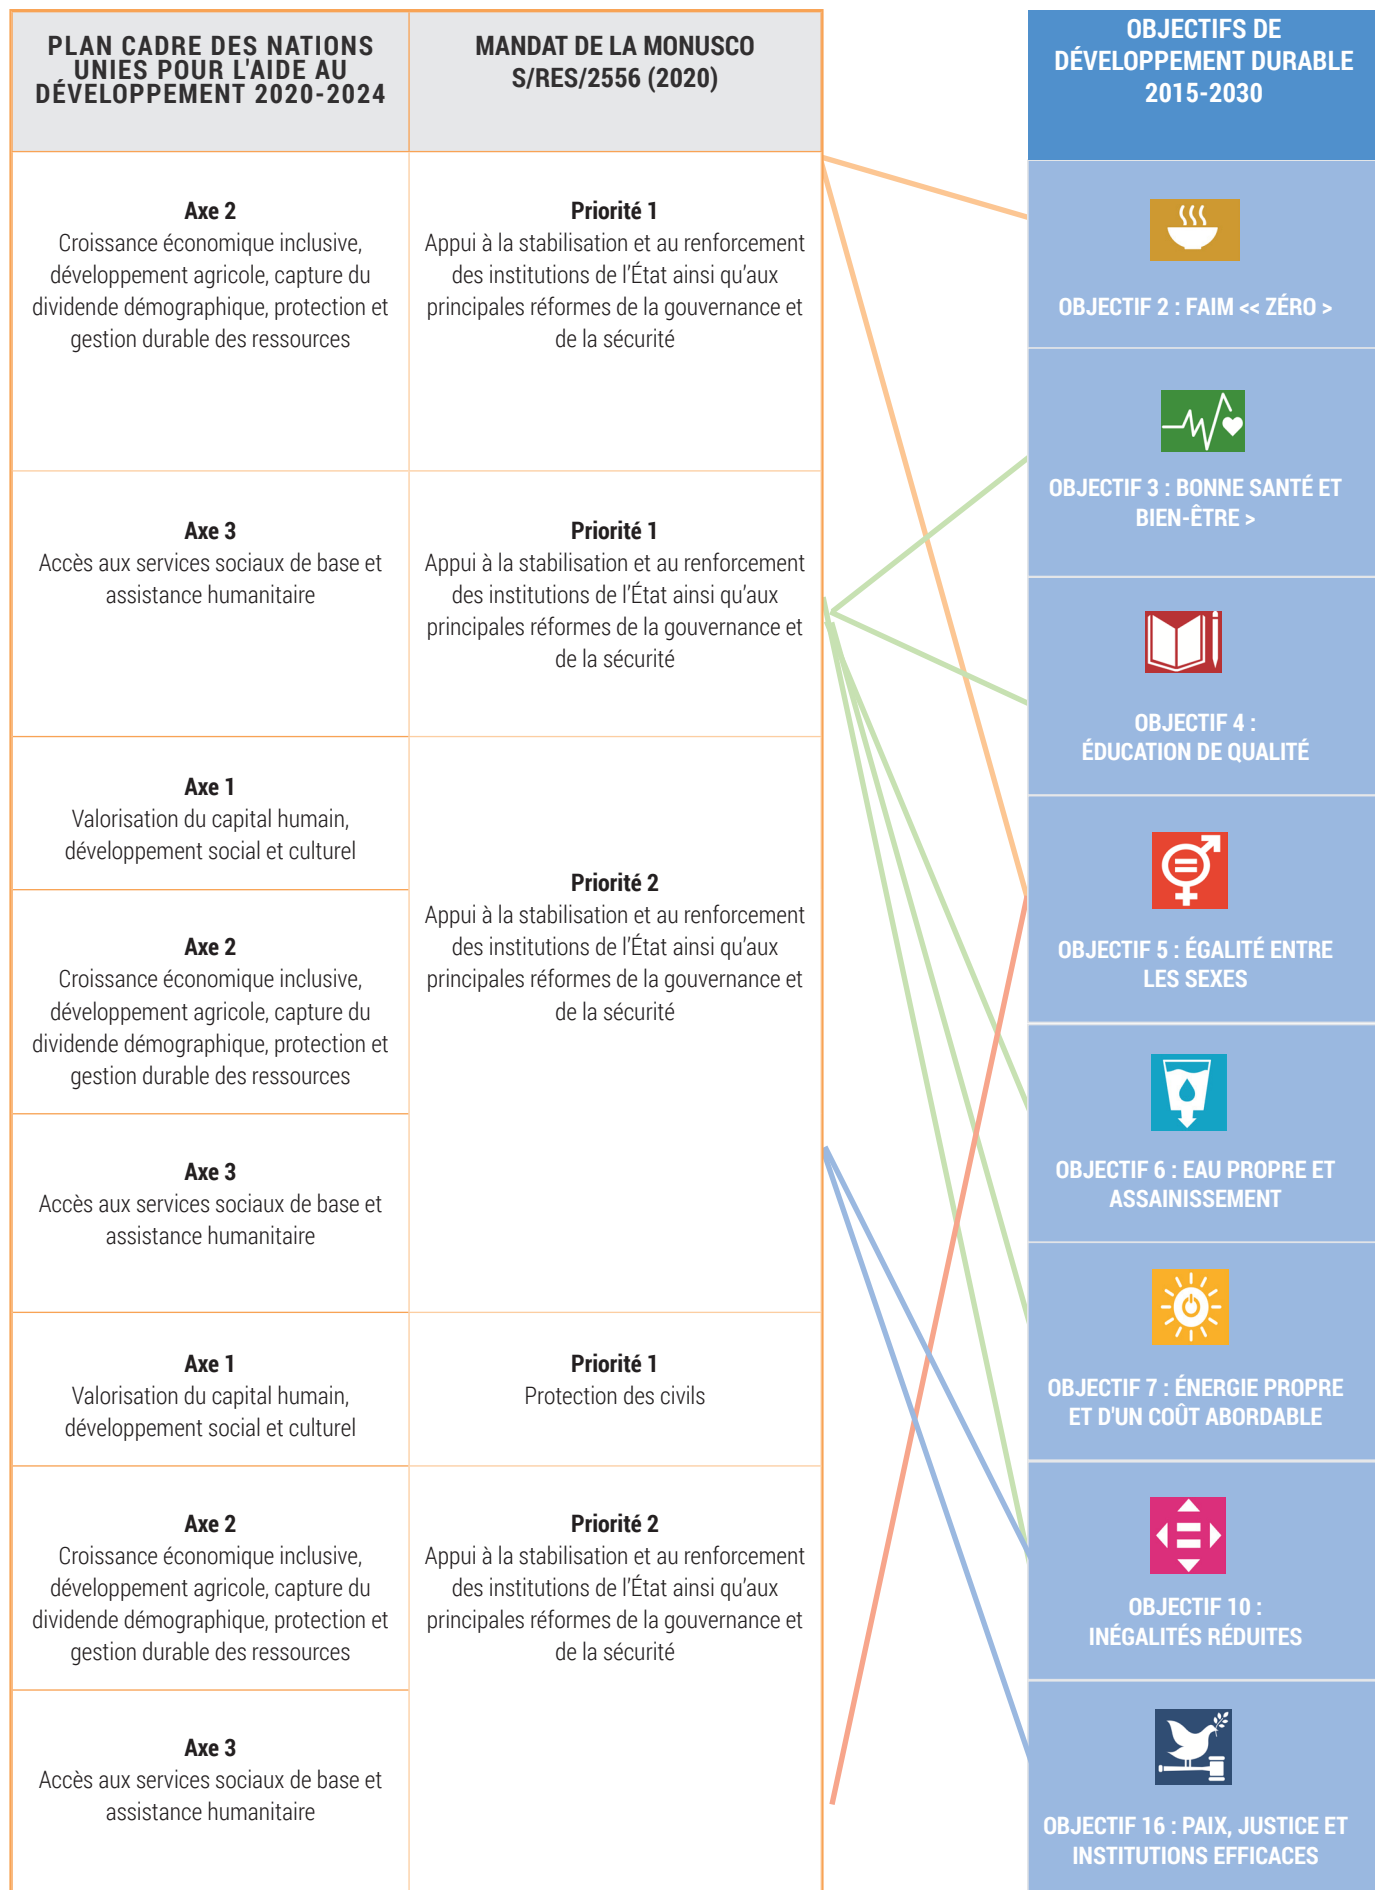 PLAN CADRE DES NATIONS
UNIES POUR L'AIDE AU
DÉVELOPPEMENT 2020-2024
MANDAT DE LA MONUSCO
S/RES/2556 (2020)
Axe 2
Croissance économique inclusive,
développement agricole, capture du
dividende démographique, protection et
gestion durable des ressources
Priorité 1
Appui à la stabilisation et au renforcement
des institutions de l’État ainsi qu’aux
principales réformes de la gouvernance et
de la sécurité
Axe 3
Accès aux services sociaux de base et
assistance humanitaire
Priorité 1
Appui à la stabilisation et au renforcement
des institutions de l’État ainsi qu’aux
principales réformes de la gouvernance et
de la sécurité
Axe 1
Valorisation du capital humain,
développement social et culturel
Axe 2
Croissance économique inclusive,
développement agricole, capture du
dividende démographique, protection et
gestion durable des ressources
Axe 3
Accès aux services sociaux de base et
assistance humanitaire
Priorité 2
Appui à la stabilisation et au renforcement
des institutions de l’État ainsi qu’aux
principales réformes de la gouvernance et
de la sécurité
Axe 1
Valorisation du capital humain,
développement social et culturel
Priorité 1
Protection des civils
Axe 2
Croissance économique inclusive,
développement agricole, capture du
dividende démographique, protection et
gestion durable des ressources
Axe 3
Accès aux services sociaux de base et
assistance humanitaire
Priorité 2
Appui à la stabilisation et au renforcement
des institutions de l’État ainsi qu’aux
principales réformes de la gouvernance et
de la sécurité
OBJECTIFS DE
DÉVELOPPEMENT DURABLE
2015-2030
OBJECTIF 2 : FAIM << ZÉRO >
OBJECTIF 3 : BONNE SANTÉ ET
BIEN-ÊTRE >
OBJECTIF 4 :
ÉDUCATION DE QUALITÉ
OBJECTIF 5 : ÉGALITÉ ENTRE
LES SEXES
OBJECTIF 6 : EAU PROPRE ET
ASSAINISSEMENT
OBJECTIF 7 : ÉNERGIE PROPRE
ET D'UN COÛT ABORDABLE
OBJECTIF 10 :
INÉGALITÉS RÉDUITES
OBJECTIF 16 : PAIX, JUSTICE ET
INSTITUTIONS EFFICACES